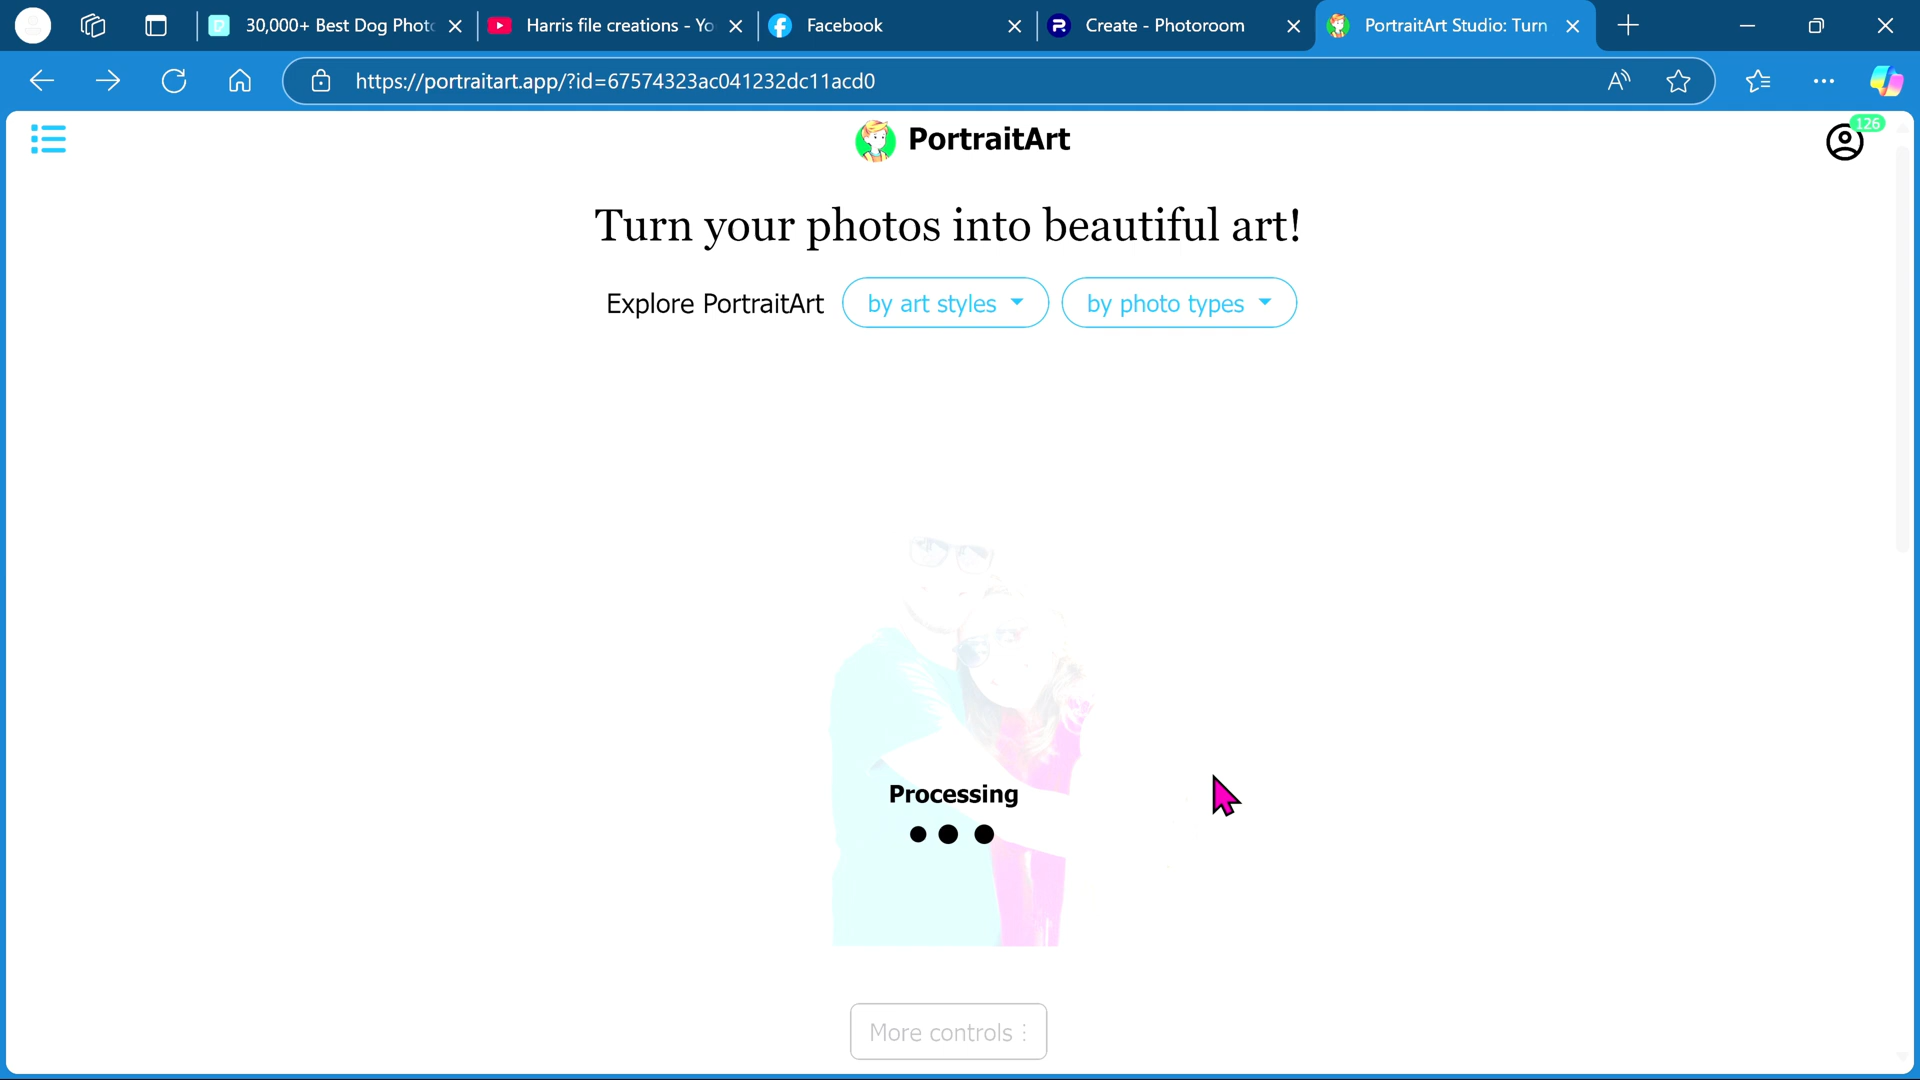 30,000+ Best Dog Photo
Harris file creations - Yo
Facebook
Create - Photoroom
PortraitArt Studio: Turn
https://portraitart.app/?id=67574323ac041232dc11acd0
126
PortraitArt
Turn your photos into beautiful art!
Explore PortraitArt by art styles by photo types
Processing
More controls